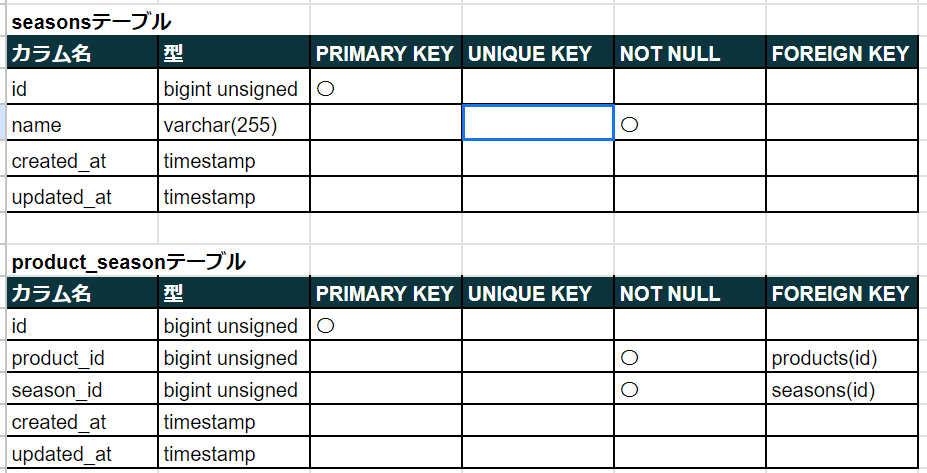 seasonsテーブル
カラム名 型 PRIMARY KEY UNIQUE KEY NOT NULL FOREIGN KEY
id bigint unsigned ○
name varchar(255) ○
created_at timestamp
updated_at timestamp
product_seasonテーブル
カラム名 型 PRIMARY KEY UNIQUE KEY NOT NULL FOREIGN KEY
id bigint unsigned ○
product_id bigint unsigned ○ products(id)
season_id bigint unsigned ○ seasons(id)
created_at timestamp
updated_at timestamp